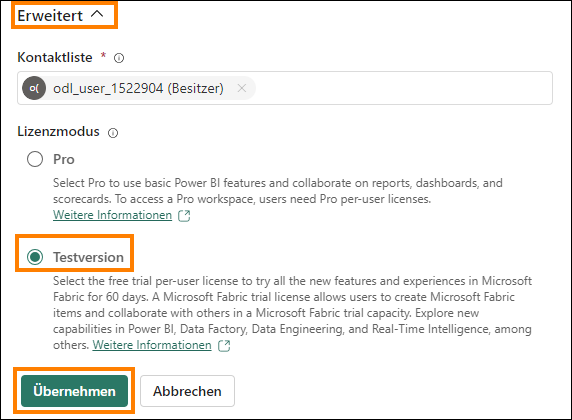 Erweitert
Kontaktliste *
o( odl_user_1522904 (Besitzer)
Lizenzmodus
Pro
Select Pro to use basic Power BI features and collaborate on reports, dashboards, and
scorecards. To access a Pro workspace, users need Pro per-user licenses.
Weitere Informationen
Testversion
Select the free trial per-user license to try all the new features and experiences in Microsoft
Fabric for 60 days. A Microsoft Fabric trial license allows users to create Microsoft Fabric
items and collaborate with others in a Microsoft Fabric trial capacity. Explore new
capabilities in Power BI, Data Factory, Data Engineering, and Real-Time Intelligence, among
others. Weitere Informationen
Übernehmen Abbrechen